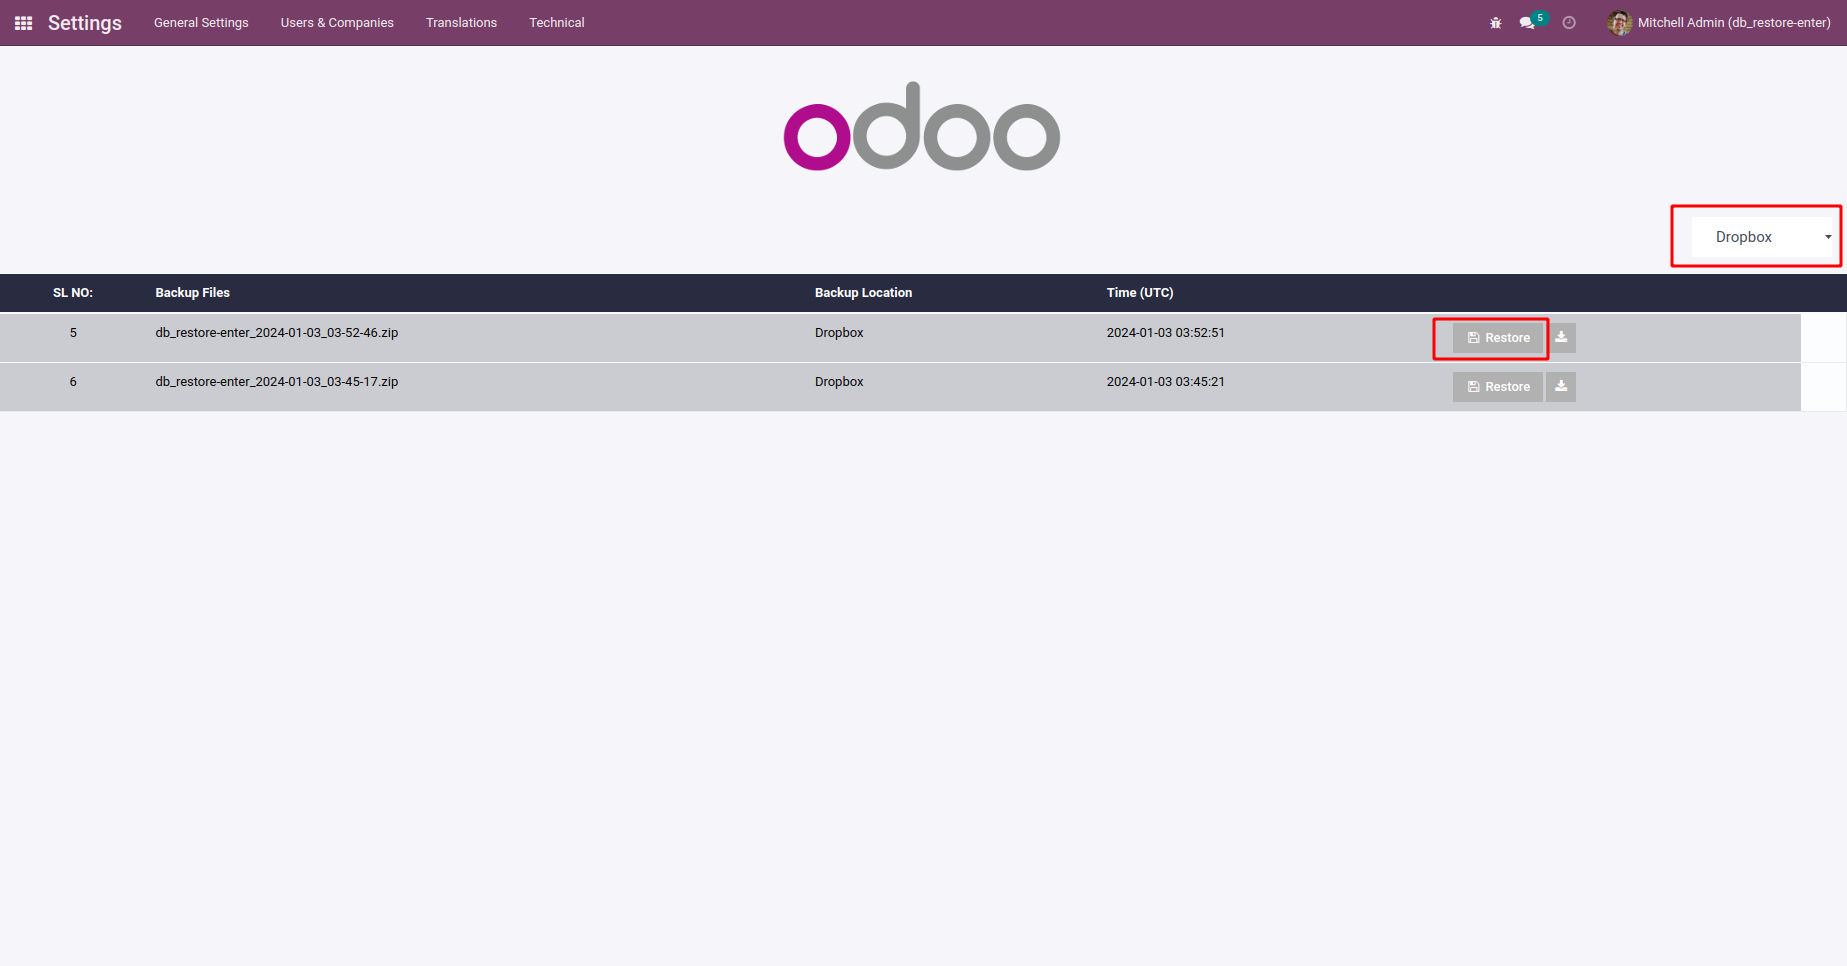 Settings General Settings Users & Companies Translations Technical 5 Mitchell Admin (db_restore-enter)
odoo
Dropbox
SL NO: Backup Files Backup Location Time (UTC)
5 db_restore-enter_2024-01-03_03-52-46.zip Dropbox 2024-01-03 03:52:51 Restore
6 db_restore-enter_2024-01-03_03-45-17.zip Dropbox 2024-01-03 03:45:21 Restore